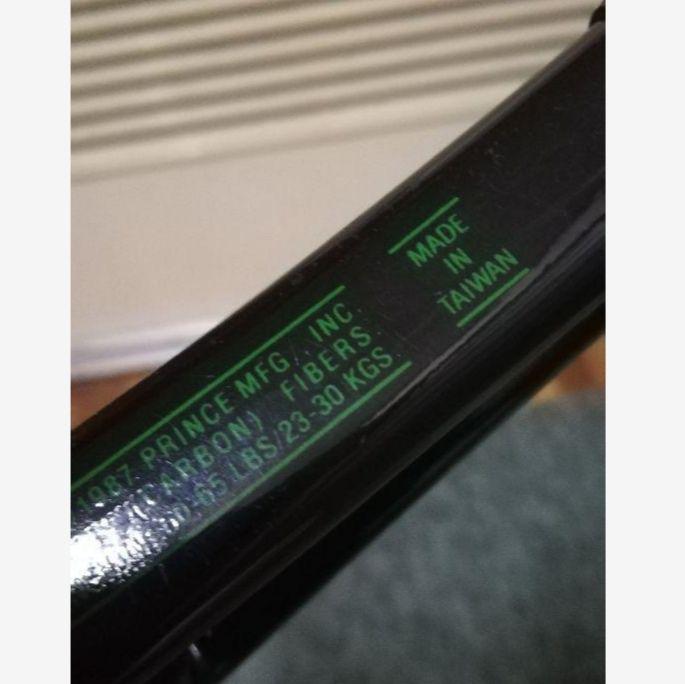 1987 PRINCE MFG, INC.
(CARBON) FIBERS
65 LBS/23-30 KGS
MADE
IN
TAIWAN